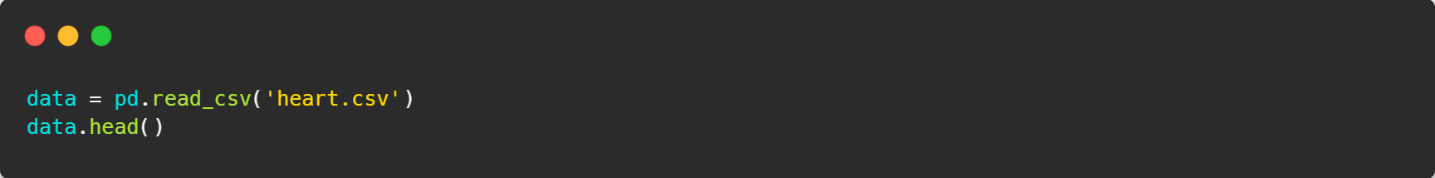 data = pd.read_csv('heart.csv')
data.head()